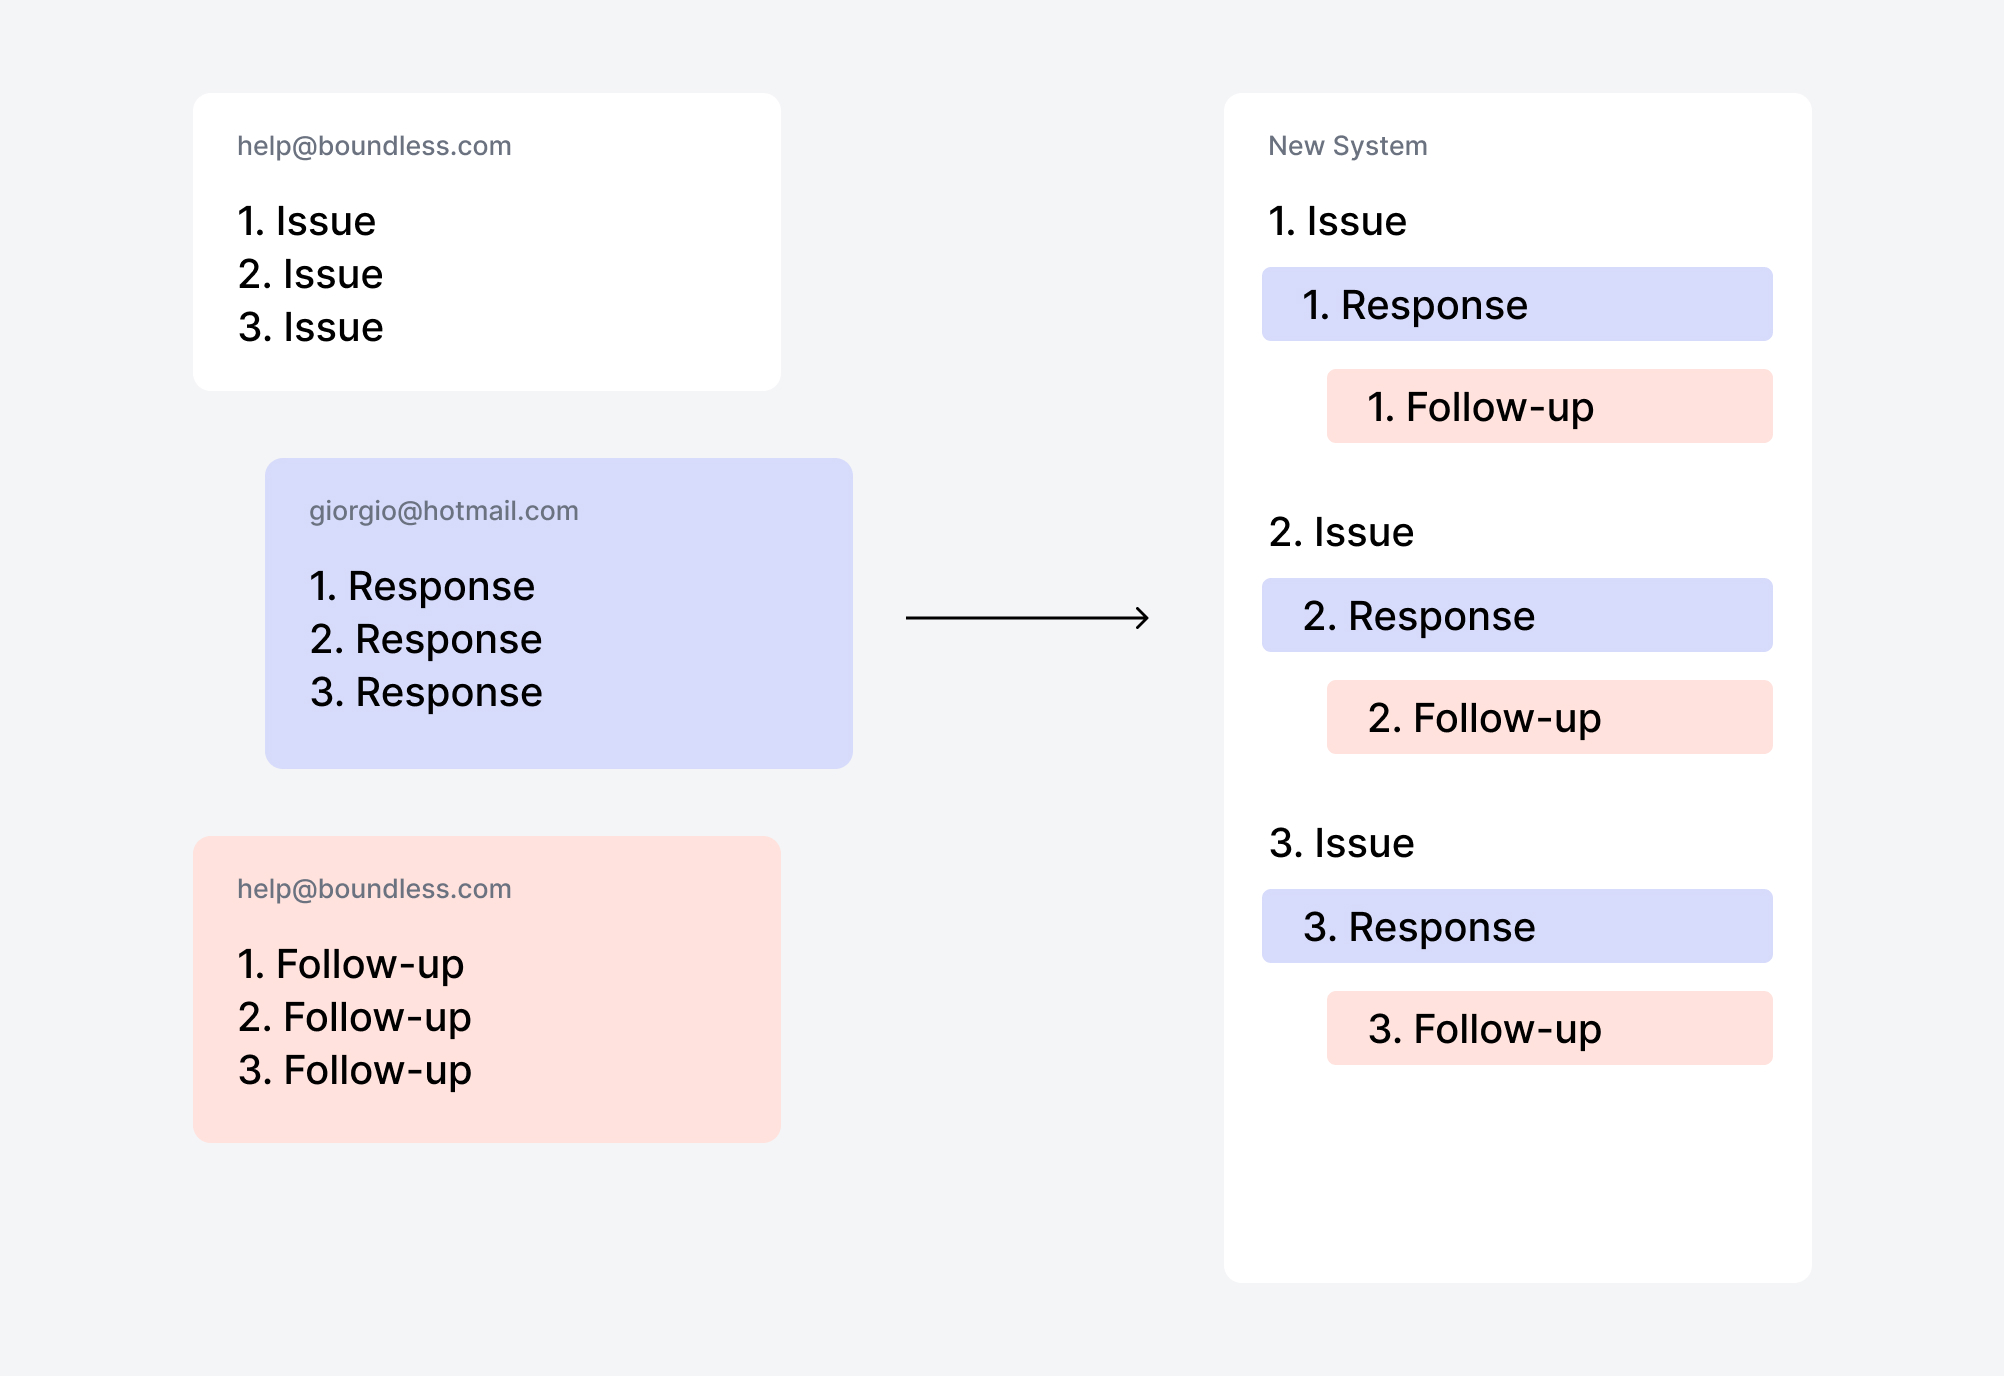 help@boundless.com
1. Issue
2. Issue
3. Issue
giorgio@hotmail.com
1. Response
2. Response
3. Response
help@boundless.com
1. Follow-up
2. Follow-up
3. Follow-up
New System
1. Issue
1. Response
1. Follow-up
2. Issue
2. Response
2. Follow-up
3. Issue
3. Response
3. Follow-up